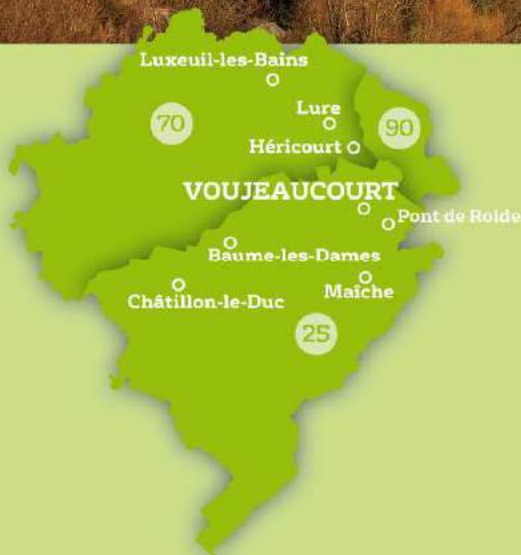 Luxeuil-les-Bains
Lure
70
90
Héricourt
VOUJEAUCOURT
Pont de Roide
Baume-les-Dames
Maîche
Châtillon-le-Duc
25